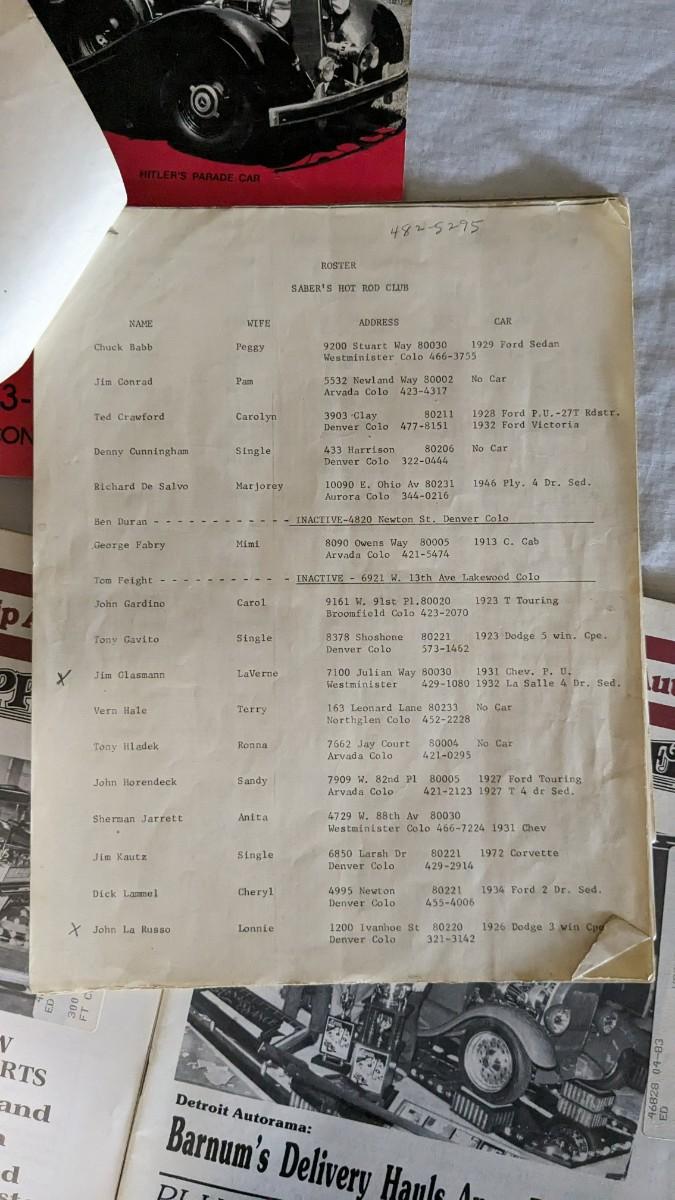 HITLER'S PARADE CAR
482-5295
ROSTER
SABER'S HOT ROD CLUB
NAME WIFE ADDRESS CAR
Chuck Babb Peggy 9200 Stuart Way 80030 1929 Ford Sedan
Westminister Colo 466-3755
Jim Conrad Pam 5532 Newland Way 80002 No Car
Arvada Colo 423-4317
Ted Crawford Carolyn 3903 Clay 80211 1928 Ford P.U.-27T Rdstr.
Denver Colo 477-8151 1932 Ford Victoria
Denny Cunningham Single 433 Harrison 80206 No Car
Denver Colo 322-0444
Richard De Salvo Marjorey 10090 E. Ohio Av 80231 1946 Ply. 4 Dr. Sed.
Aurora Colo 344-0216
Ben Duran - - - - - - - - - - - - INACTIVE-4820 Newton St. Denver Colo
George Fabry Mimi 8090 Owens Way 80005 1913 C. Cab
Arvada Colo 421-5474
Tom Feight - - - - - - - - - - - INACTIVE - 6921 W. 13th Ave Lakewood Colo
John Gardino Carol 9161 W. 91st Pl.80020 1923 T Touring
Broomfield Colo 423-2070
Tony Gavito Single 8378 Shoshone 80221 1923 Dodge 5 win. Cpe.
Denver Colo 573-1462
X Jim Glasmann LaVerne 7100 Julian Way 80030 1931 Chev. P. U.
Westminister 429-1080 1932 La Salle 4 Dr. Sed.
Vern Hale Terry 163 Leonard Lane 80233 No Car
Northglen Colo 452-2228
Tony Hladek Ronna 7662 Jay Court 80004 No Car
Arvada Colo 421-0295
John Horendeck Sandy 7909 W. 82nd Pl 80005 1927 Ford Touring
Arvada Colo 421-2123 1927 T 4 dr Sed.
Sherman Jarrett Anita 4729 W. 88th Av 80030
Westminister Colo 466-7224 1931 Chev
Jim Kautz Single 6850 Larsh Dr 80221 1972 Corvette
Denver Colo 429-2914
Dick Lammel Cheryl 4995 Newton 80221 1934 Ford 2 Dr. Sed.
Denver Colo 455-4006
X John La Russo Lonnie 1200 Ivanhoe St 80220 1926 Dodge 3 win Cpe
Denver Colo 321-3142
46828 04-83
ED
Detroit Autorama:
Barnum's Delivery Hauls